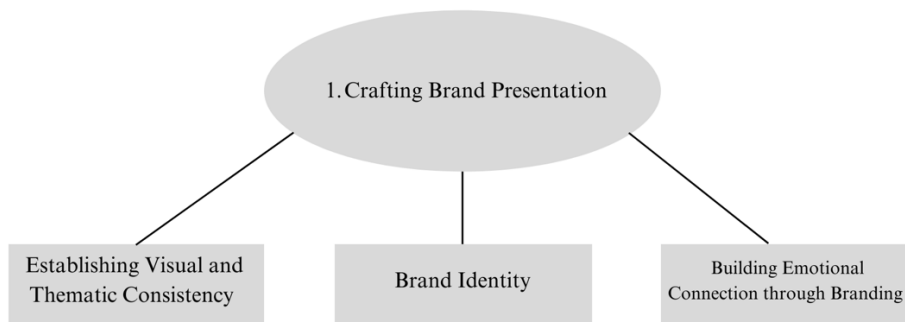 1. Crafting Brand Presentation
Establishing Visual and
Thematic Consistency
Brand Identity
Building Emotional
Connection through Branding